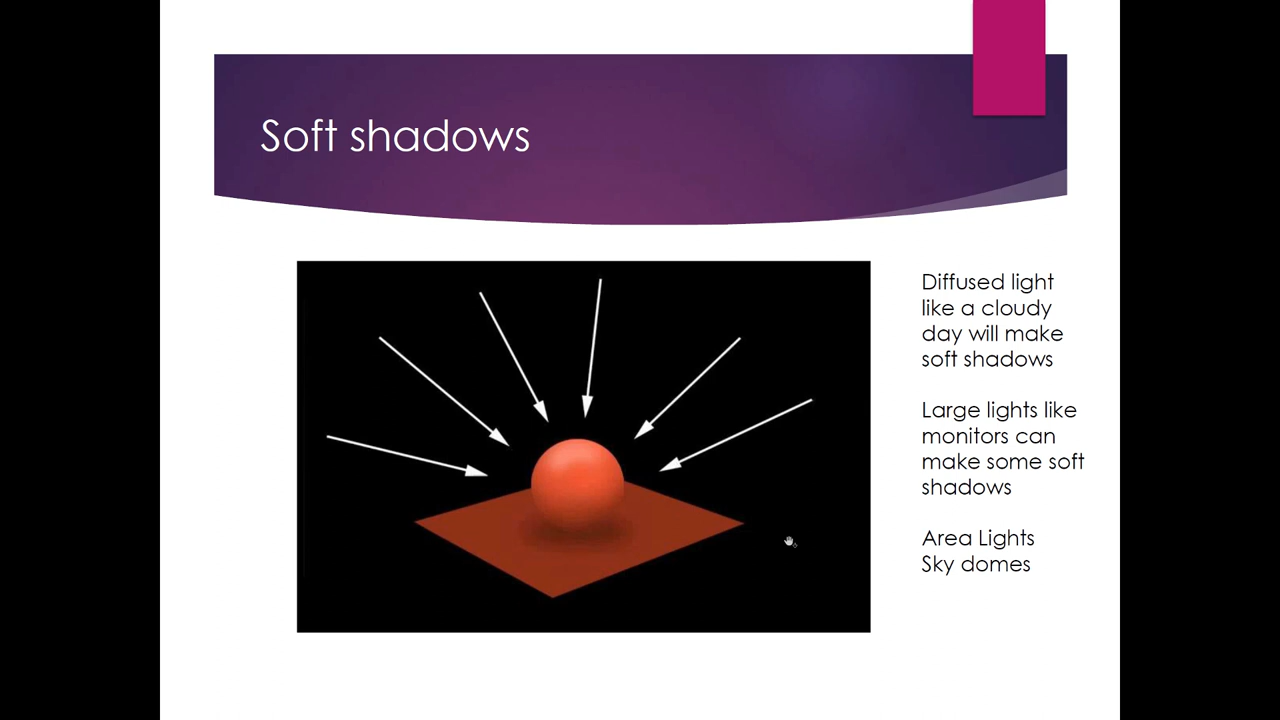 Soft shadows
Diffused light
like a cloudy
day will make
soft shadows
Large lights like
monitors can
make some soft
shadows
Area Lights
Sky domes